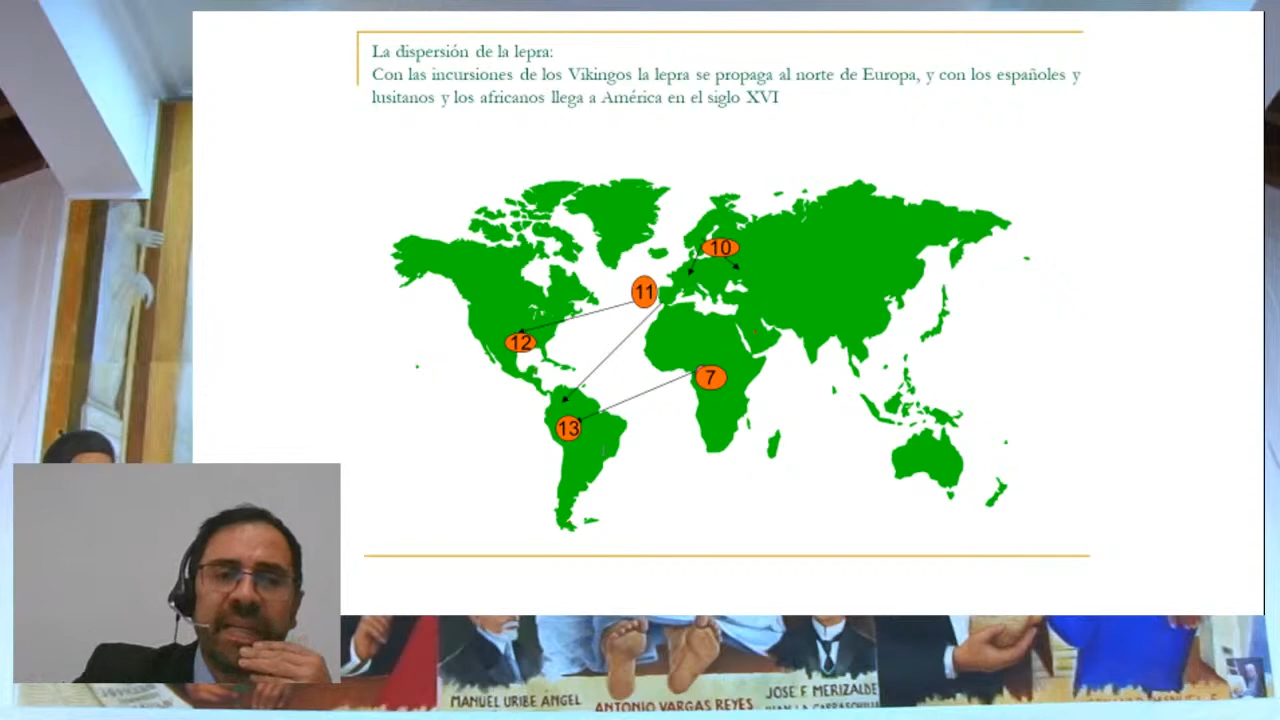 La dispersión de la lepra:
Con las incursiones de los Vikingos la lepra se propaga al norte de Europa, y con los españoles y
lusitanos y los africanos llega a América en el siglo XVI
10
11
12
7
13
MANUEL URIBE ANGEL
ANTONIO VARGAS REYES
JOSE F. MERIZALDE